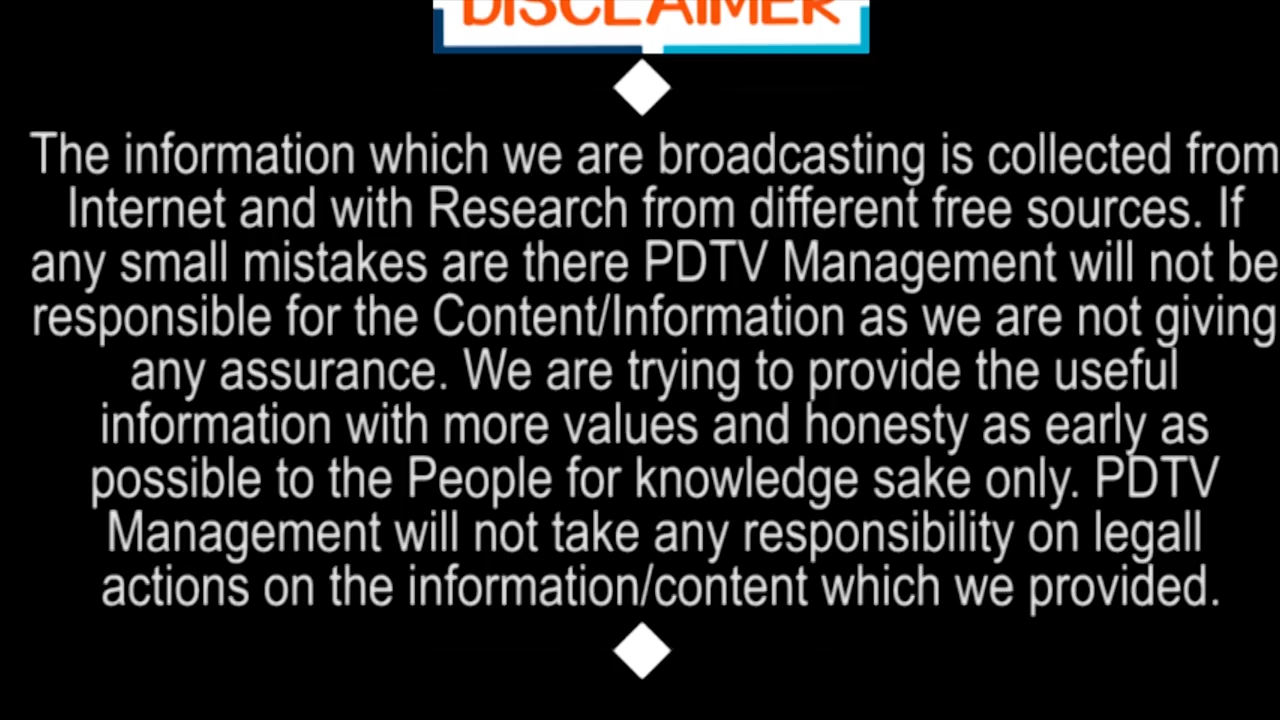 DISCLAIMER
The information which we are broadcasting is collected from
Internet and with Research from different free sources. If
any small mistakes are there PDTV Management will not be
responsible for the Content/Information as we are not giving
any assurance. We are trying to provide the useful
information with more values and honesty as early as
possible to the People for knowledge sake only. PDTV
Management will not take any responsibility on legall
actions on the information/content which we provided.